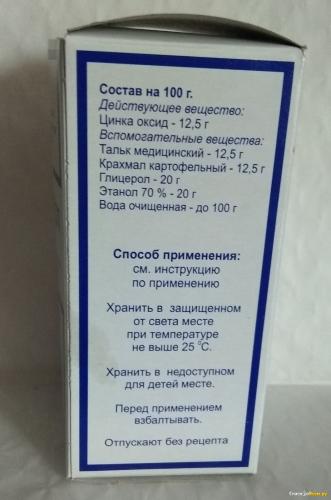 Состав на 100 г.
Действующее вещество:
Цинка оксид - 12,5 г
Вспомогательные вещества:
Тальк медицинский - 12,5 г
Крахмал картофельный - 12,5 г
Глицерол - 20 г
Этанол 70 % - 20 г
Вода очищенная - до 100 г
Способ применения:
см. инструкцию
по применению
Хранить в защищенном
от света месте
при температуре
не выше 25 °С.
Хранить в недоступном
для детей месте.
Перед применением
взбалтывать.
Отпускают без рецепта